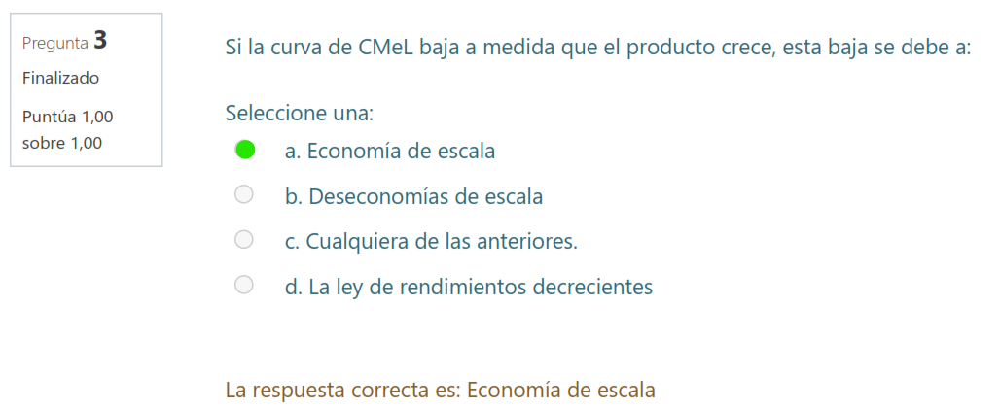 Pregunta 3
Finalizado
Puntúa 1,00
sobre 1,00
Si la curva de CMeL baja a medida que el producto crece, esta baja se debe a:
Seleccione una:
a. Economía de escala
b. Deseconomías de escala
c. Cualquiera de las anteriores.
d. La ley de rendimientos decrecientes
La respuesta correcta es: Economía de escala